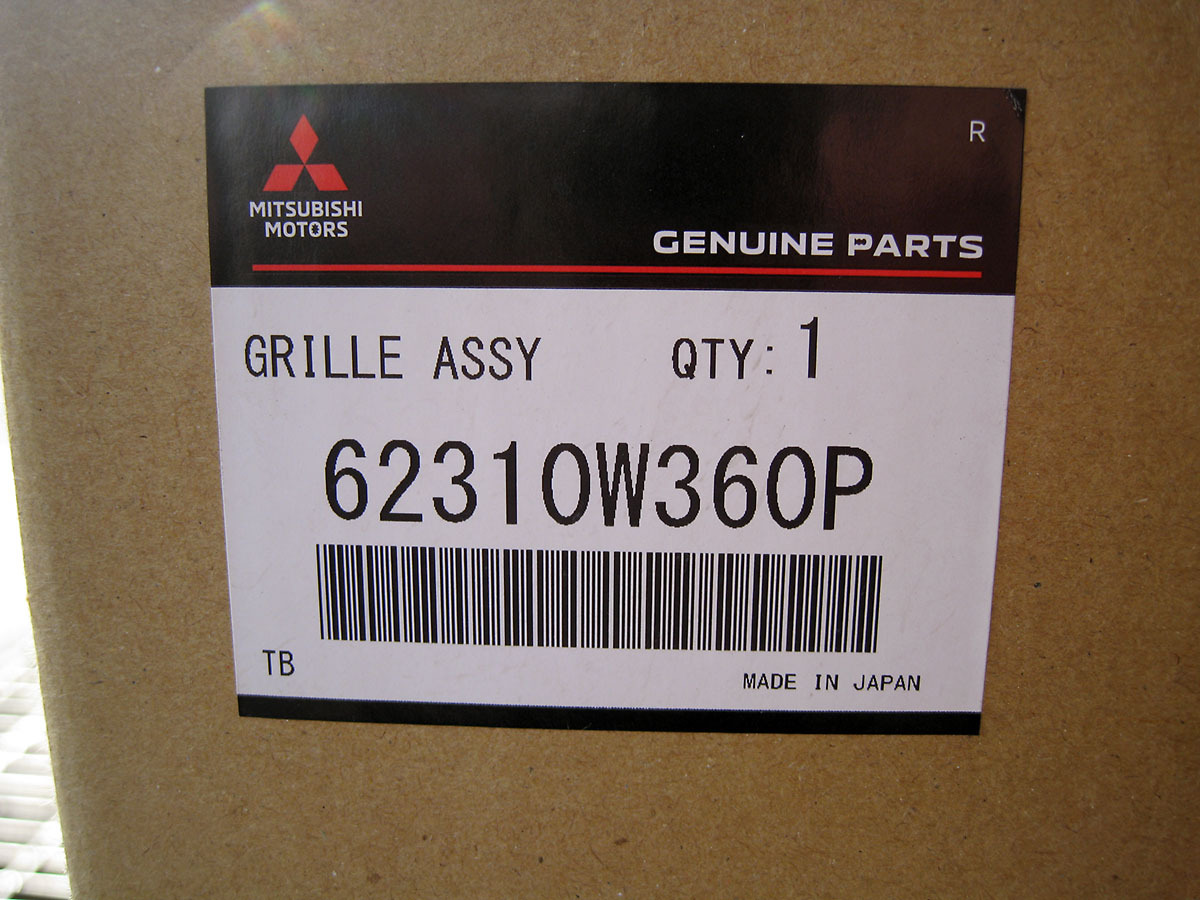 R
MITSUBISHI
MOTORS
GENUINE PARTS
GRILLE ASSY QTY: 1
62310W360P
TB
MADE IN JAPAN